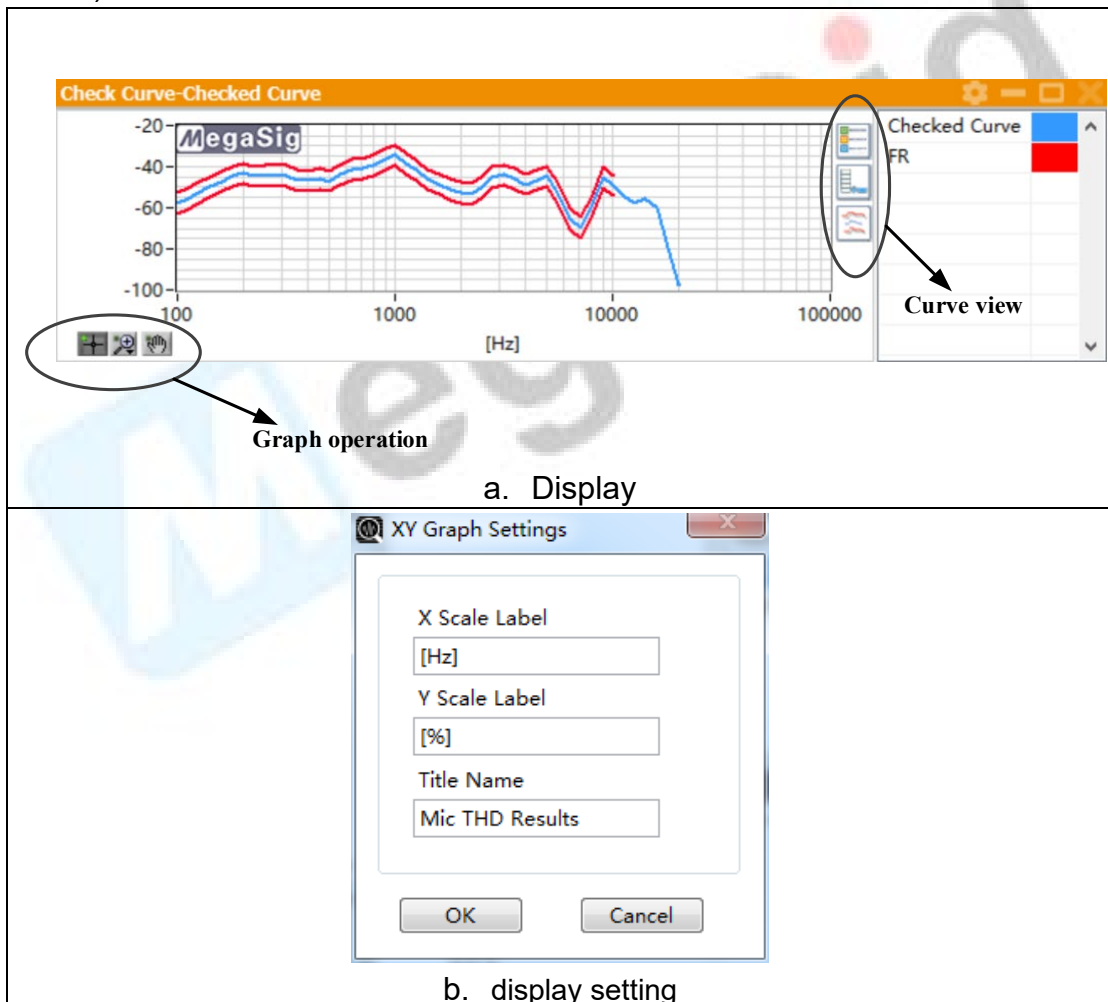 Check Curve-Checked Curve
MegaSig
-20
-40
-60
-80
-100
100 1000 10000 100000
[Hz]
Checked Curve
FR
Curve view
Graph operation
a. Display
XY Graph Settings
X Scale Label
[Hz]
Y Scale Label
[%]
Title Name
Mic THD Results
OK Cancel
b. display setting